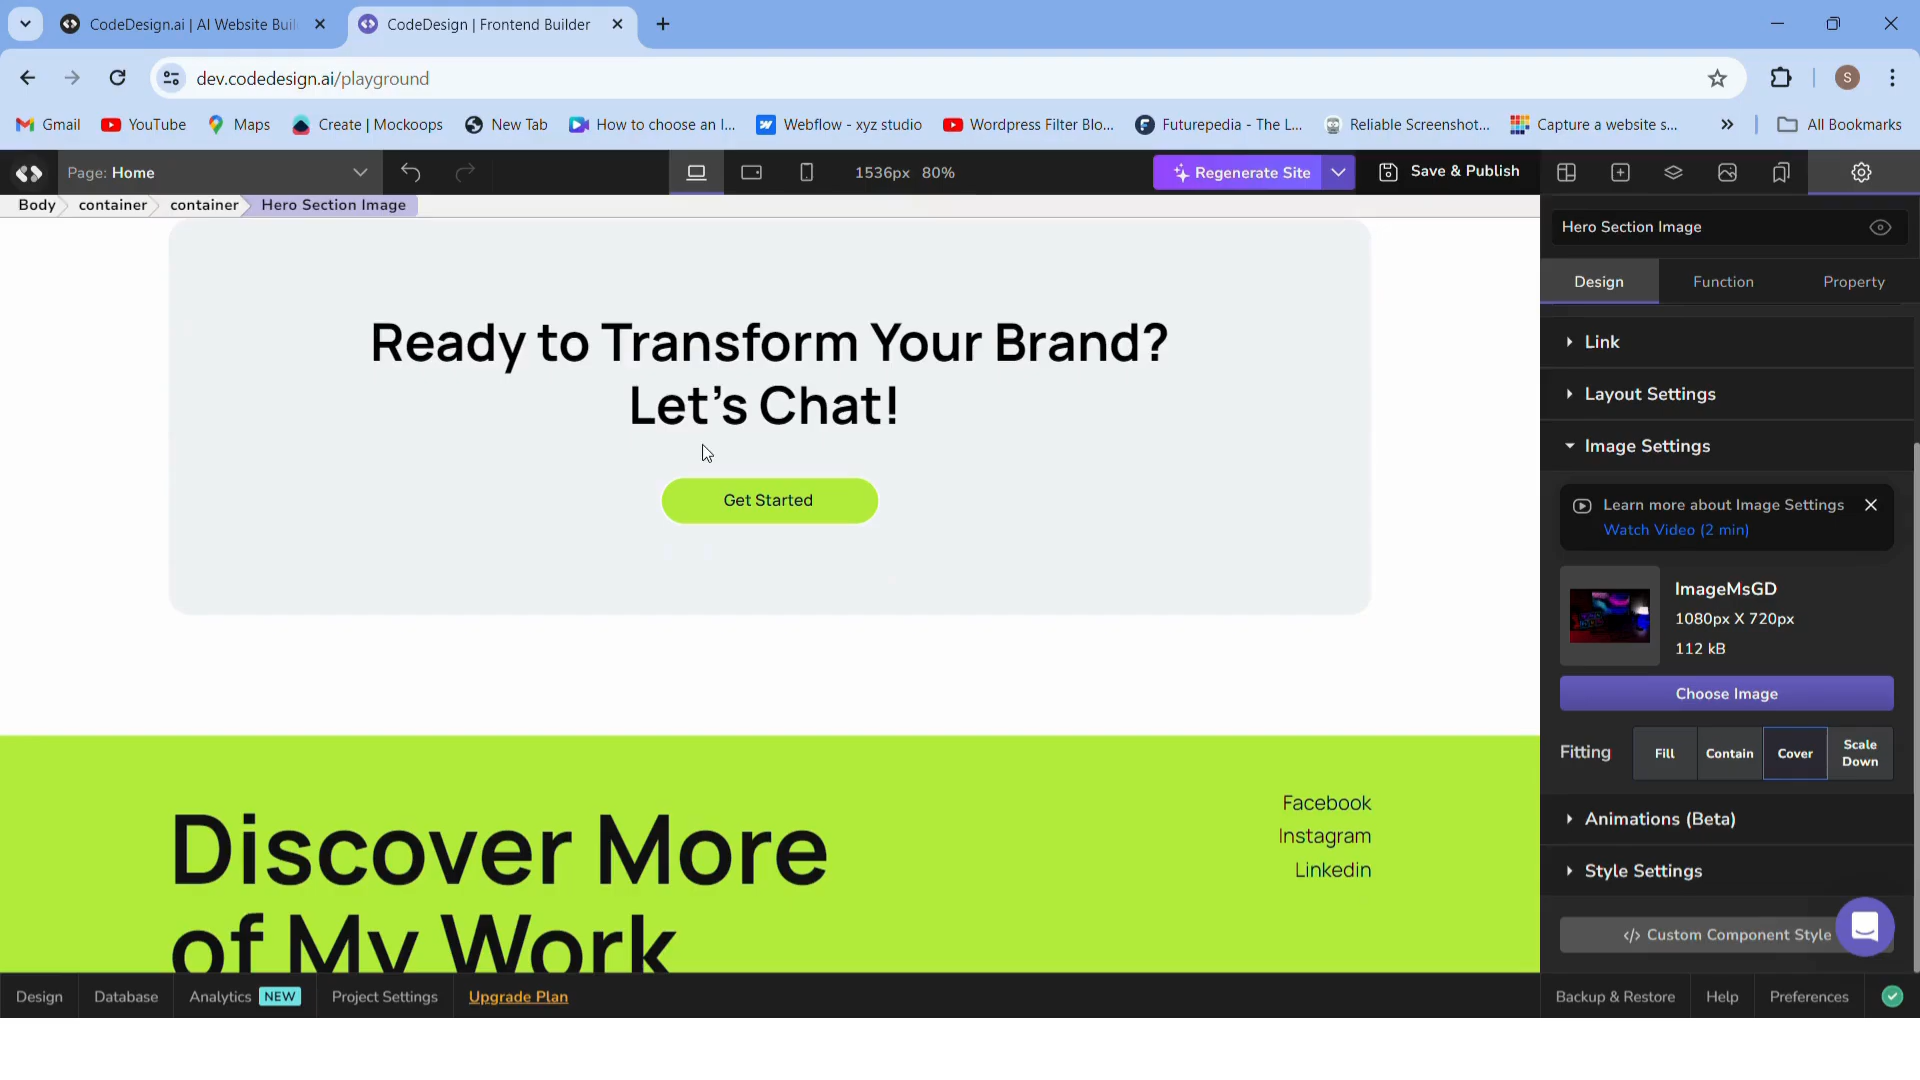 CodeDesign.ai | AI Website Buil
CodeDesign | Frontend Builder
dev.codedesign.ai/playground
S
Gmail
YouTube
Maps
Create | Mockoops
New Tab
How to choose an I...
Webflow - xyz studio
Wordpress Filter Blo...
Futurepedia - The L...
Reliable Screenshot...
Capture a website s...
All Bookmarks
Page: Home
1536px 80%
Regenerate Site
Save & Publish
Body
container
container
Hero Section Image
Hero Section Image
Design
Function
Property
Ready to Transform Your Brand?
Let's Chat!
Get Started
Link
Layout Settings
Image Settings
Learn more about Image Settings
Watch Video (2 min)
ImageMsGD
1080px X 720px
112 kB
Choose Image
Fitting
Fill
Contain
Cover
Scale
Down
Animations (Beta)
Style Settings
</> Custom Component Style
Discover More
of My Work
Facebook
Instagram
Linkedin
Design
Database
Analytics NEW
Project Settings
Upgrade Plan
Backup & Restore
Help
Preferences